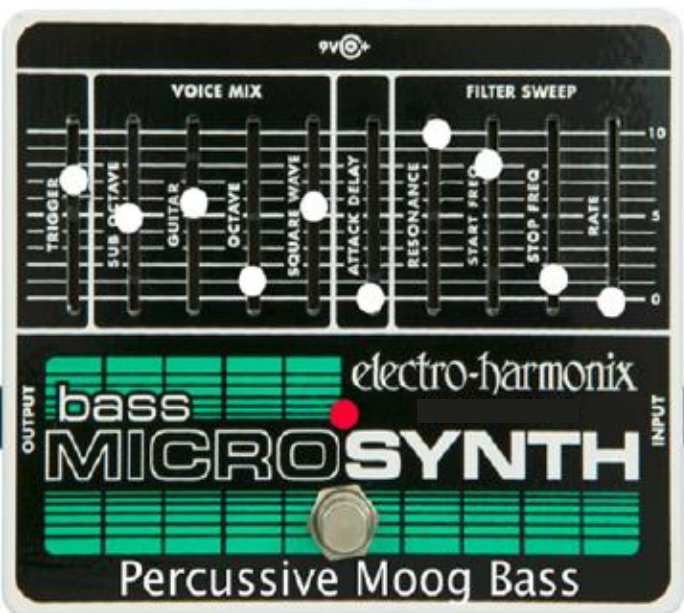 9V +
VOICE MIX
FILTER SWEEP
TRIGGER
SUB OCTAVE
GUITAR
OCTAVE
SQUARE WAVE
ATTACK DELAY
RESONANCE
START FREQ
STOP FREQ
RATE
10
5
0
electro-harmonix
OUTPUT
bass
MICROSYNTH
INPUT
Percussive Moog Bass